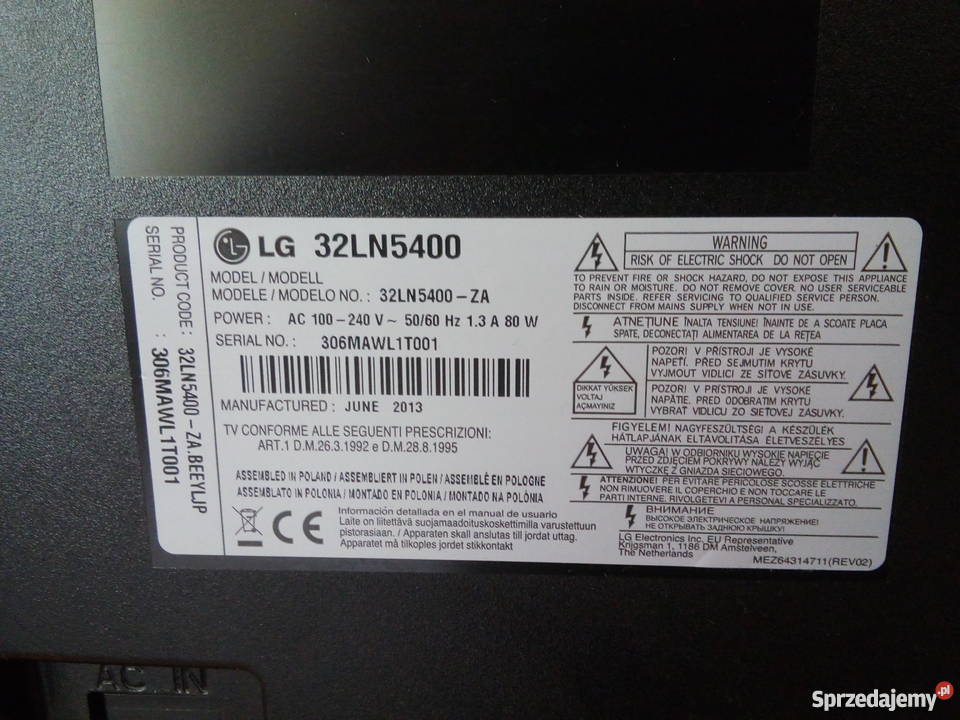 LG 32LN5400
MODEL / MODELL
MODELE / MODELO NO. : 32LN5400 - ZA
POWER : AC 100-240 V~ 50/60 Hz 1.3 A 80 W
SERIAL NO. : 306MAWL1T001
MANUFACTURED : JUNE 2013
TV CONFORME ALLE SEGUENTI PRESCRIZIONI:
ART.1 D.M.26.3.1992 e D.M.28.8.1995
ASSEMBLED IN POLAND / ASSEMBLIERT IN POLEN / ASSEMBLÉ EN POLOGNE
ASSEMBLATO IN POLONIA / MONTADO EN POLONIA / MONTADO NA POLÔNIA
Información detallada en el manual de usuario
Laite on liitettävä suojamaadoituskoskettimilla varustettuun
pistorasiaan. / Apparaten skall anslutas till jordat uttag.
Apparatet må tilkoples jordet stikkontakt
CE
PRODUCT CODE : 32LN5400 - ZA.BEEYLJP
SERIAL NO. : 306MAWL1T001
WARNING
RISK OF ELECTRIC SHOCK DO NOT OPEN
TO PREVENT FIRE OR SHOCK HAZARD, DO NOT EXPOSE THIS APPLIANCE
TO RAIN OR MOISTURE. DO NOT REMOVE COVER. NO USER SERVICEABLE
PARTS INSIDE. REFER SERVICING TO QUALIFIED SERVICE PERSON.
DISCONNECT FROM MAINS SUPPLY WHEN NOT IN USE.
ATNEŢIUNE ÎNALTA TENSIUNE! ÎNAINTE DE A SCOATE PLACA
SPATE, DECONECTAŢI ALIMENTAREA DE LA REŢEA
DIKKAT YÜKSEK
VOLTAJ
AÇMAYINIZ
POZOR! V PŘÍSTROJI JE VYSOKÉ
NAPETÍ. PŘED SEJMUTIM KRYTU
VYJMOUT VIDLICI ZE SÍŤOVE ZÁSUVKY.
POZOR! V PRÍSTROJI JE VYSOKÉ
NAPÄTIE. PRED ODOBRATIM KRYTU
VYBRAT VIDLICU ZO SIEŤOVEJ ZÁSUVKY.
FIGYELEM! NAGYFESZÜLTSÉG! A KÉSZÜLÉK
HÁTLAPJÁNAK ELTÁVOLÍTÁSA ÉLETVESZÉLYES
UWAGA! W ODBIORNIKU WYSOKIE NAPIĘCIE
PRZED ZDJĘCIEM POKRYWY NALEŻY WYJĄĆ
WTYCZKĘ Z GNIAZDA SIECIOWEGO.
ATTENZIONE! PER EVITARE PERICOLOSE SCOSSE ELETTRICHE
NON RIMUOVERE IL COPERCHIO E NON TOCCARE LE
PARTI INTERNE. RIVOLGETEVI A PERSONAL SPECIALIZZATO.
ВНИМАНИЕ
ВЫСОКОЕ ЭЛЕКТРИЧЕСКОЕ НАПРЯЖЕНИЕ!
НЕ ОТКРЫВАТЬ ЗАДНЮЮ КРЫШКУ!
LG Electronics Inc. EU Representative
Krijgsman 1, 1186 DM Amstelveen,
The Netherlands
MEZ64314711(REV02)
AC IN
Sprzedajemy.pl